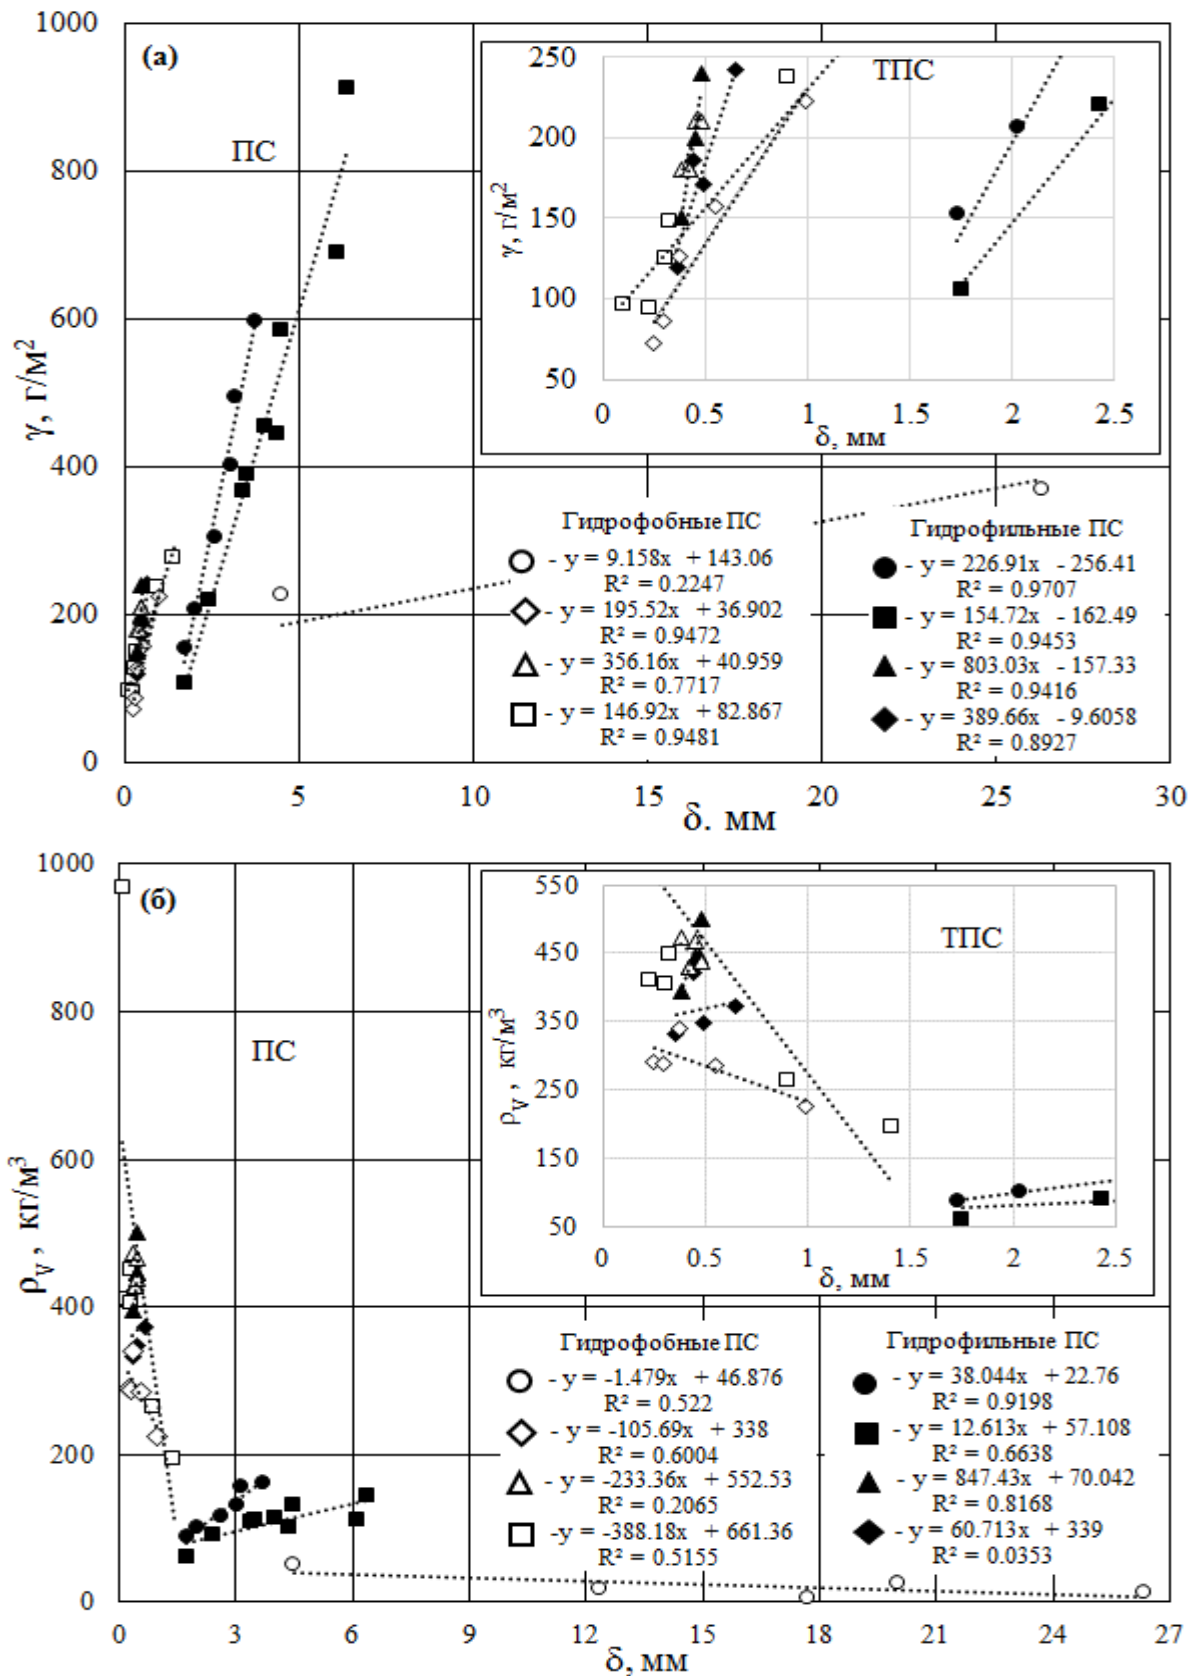 1000
800
600
400
200
0
γ, г/м²
(а)
ПС
ТПС
250
200
150
100
50
γ, г/м²
0
0.5
1
1.5
2
2.5
δ, мм
Гидрофобные ПС
- y = 9.158x + 143.06
R² = 0.2247
- y = 195.52x + 36.902
R² = 0.9472
- y = 356.16x + 40.959
R² = 0.7717
- y = 146.92x + 82.867
R² = 0.9481
Гидрофильные ПС
- y = 226.91x - 256.41
R² = 0.9707
- y = 154.72x - 162.49
R² = 0.9453
- y = 803.03x - 157.33
R² = 0.9416
- y = 389.66x - 9.6058
R² = 0.8927
0
5
10
15
20
25
30
δ. мм
1000
800
600
400
200
0
ρV , кг/м³
(б)
ПС
ТПС
550
450
350
250
150
50
ρV , кг/м³
0
0.5
1
1.5
2
2.5
δ, мм
Гидрофобные ПС
- y = -1.479x + 46.876
R² = 0.522
- y = -105.69x + 338
R² = 0.6004
- y = -233.36x + 552.53
R² = 0.2065
-y = -388.18x + 661.36
R² = 0.5155
Гидрофильные ПС
- y = 38.044x + 22.76
R² = 0.9198
- y = 12.613x + 57.108
R² = 0.6638
- y = 847.43x + 70.042
R² = 0.8168
- y = 60.713x + 339
R² = 0.0353
0
3
6
9
12
15
18
21
24
27
δ, мм